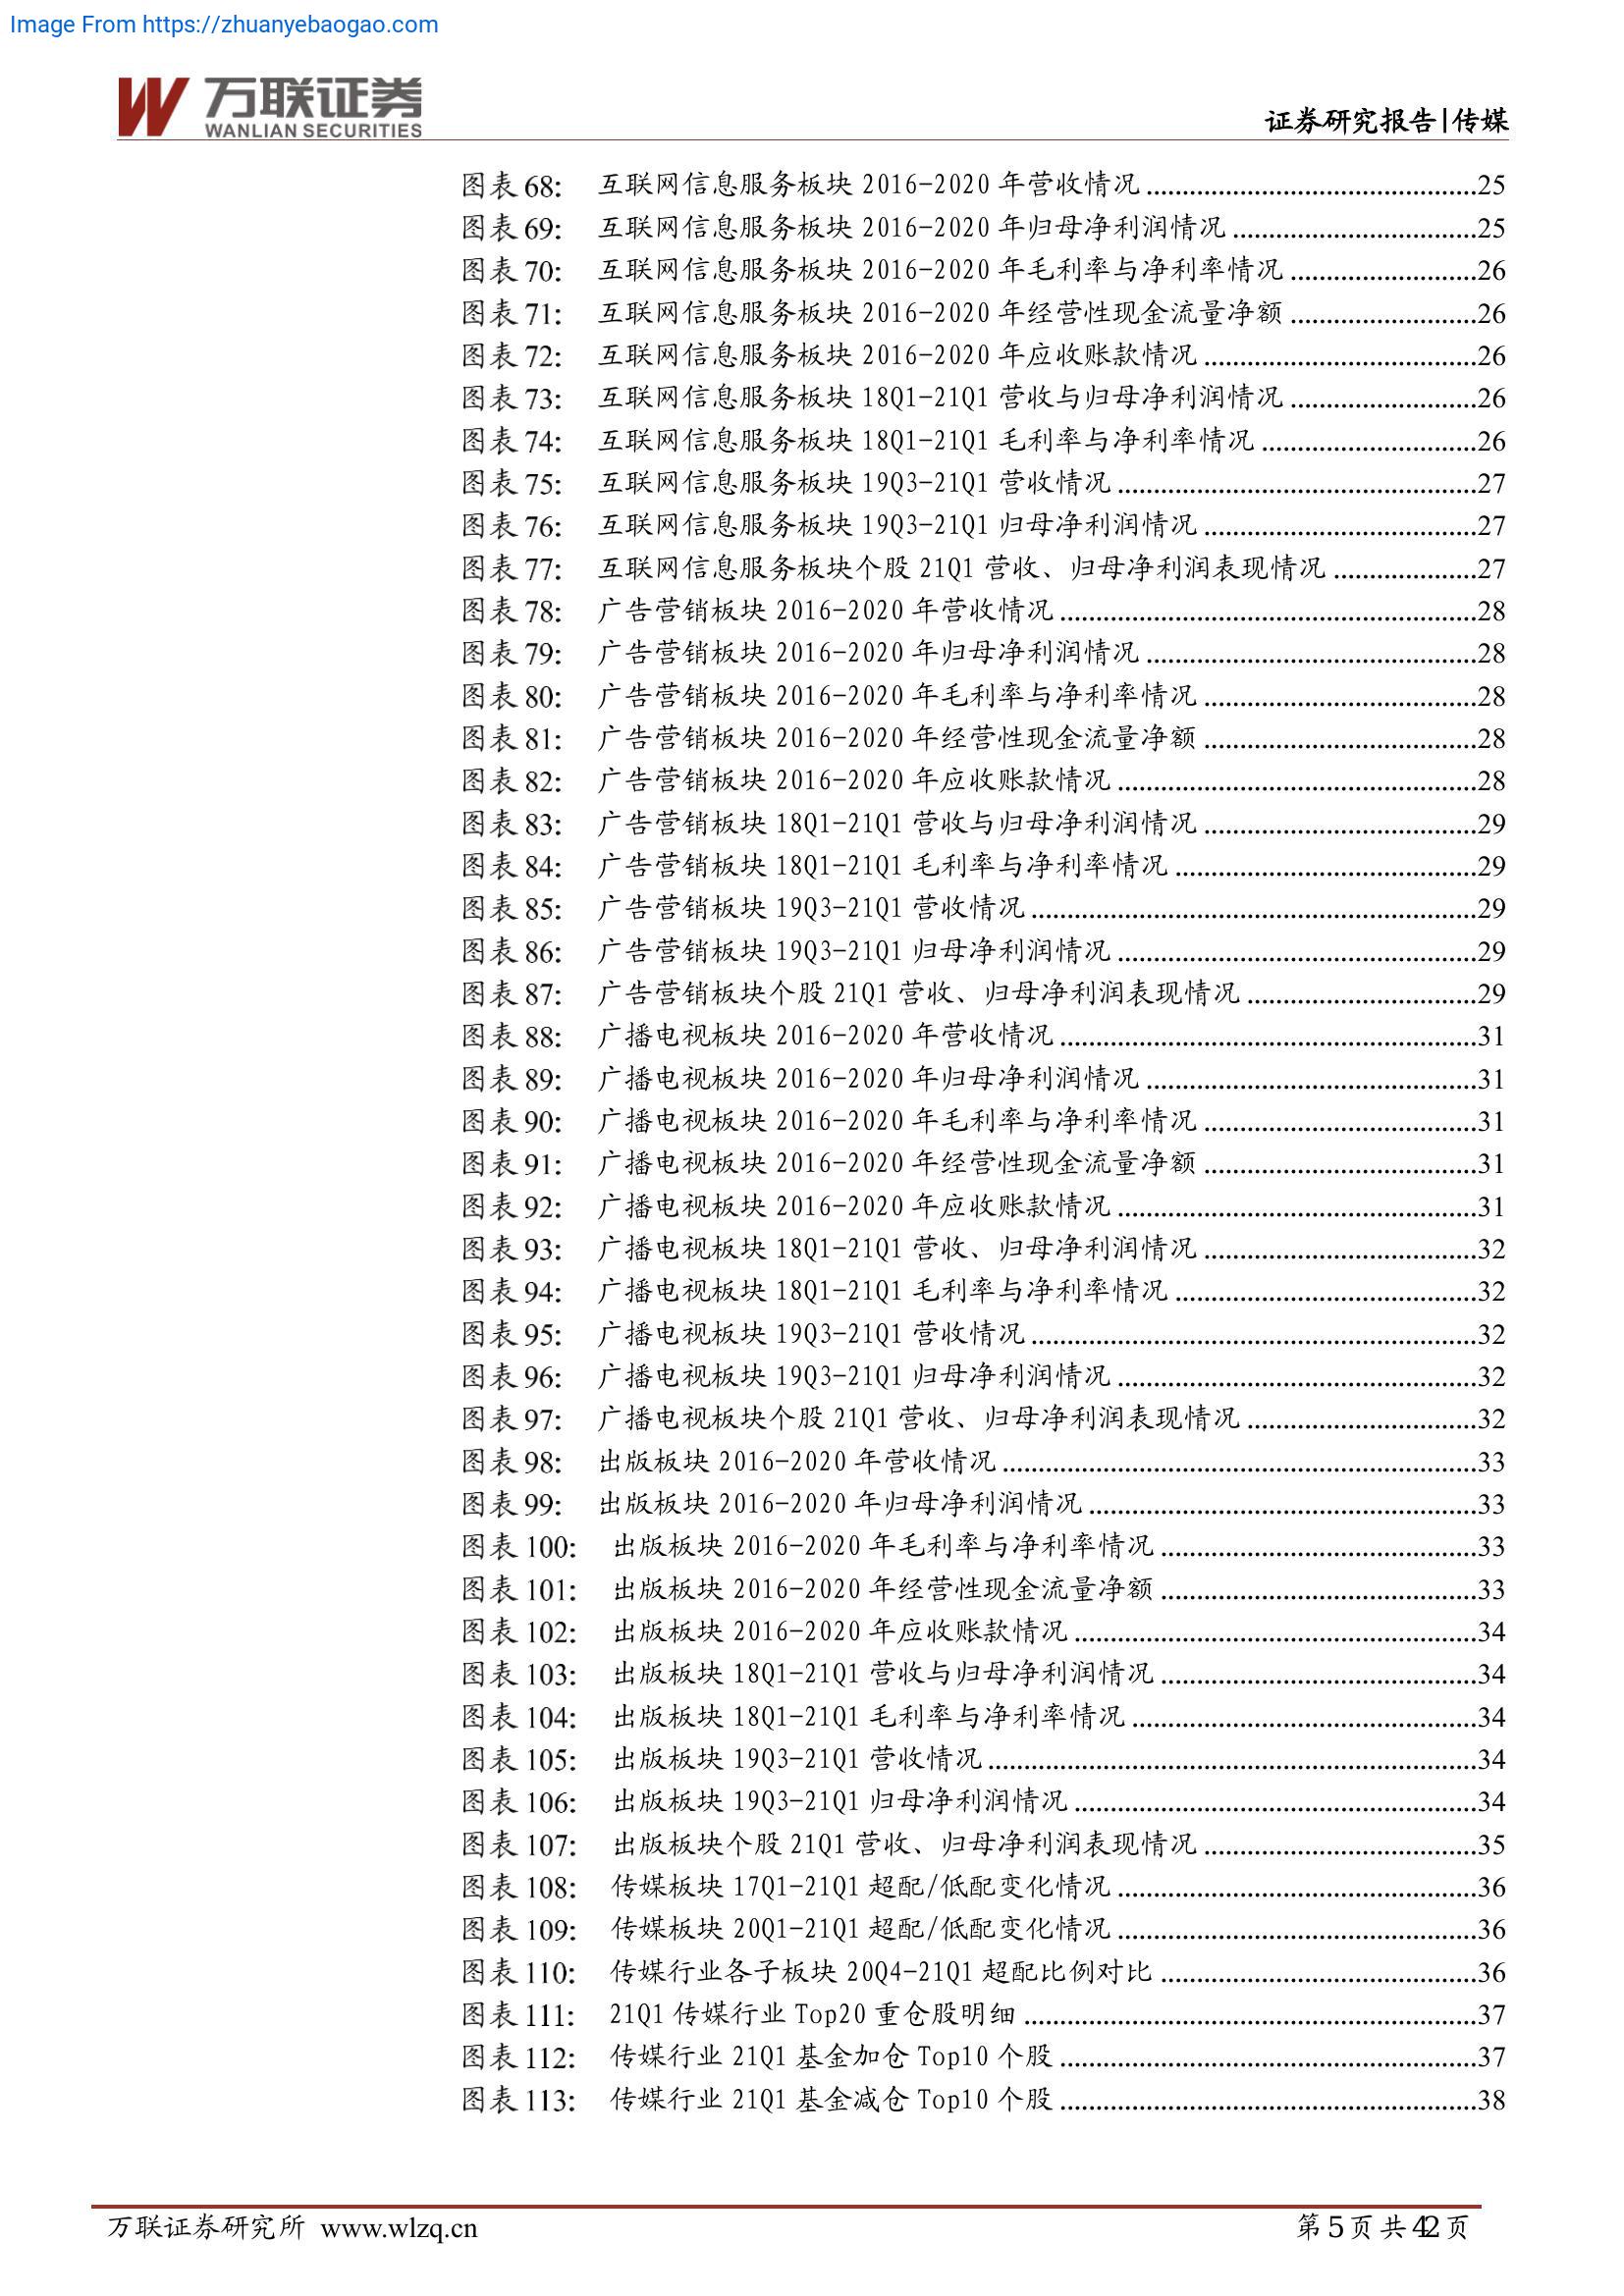 Image From https://zhuanyebaogao.com
万联证券
WANLIAN SECURITIES
证券研究报告|传媒
图表 68: 互联网信息服务板块 2016-2020 年营收情况 ..............................................25
图表 69: 互联网信息服务板块 2016-2020 年归母净利润情况 ..................................25
图表 70: 互联网信息服务板块 2016-2020 年毛利率与净利率情况 ..........................26
图表 71: 互联网信息服务板块 2016-2020 年经营性现金流量净额 ..........................26
图表 72: 互联网信息服务板块 2016-2020 年应收账款情况 ......................................26
图表 73: 互联网信息服务板块 18Q1-21Q1 营收与归母净利润情况 ..........................26
图表 74: 互联网信息服务板块 18Q1-21Q1 毛利率与净利率情况 ..............................26
图表 75: 互联网信息服务板块 19Q3-21Q1 营收情况 ..................................................27
图表 76: 互联网信息服务板块 19Q3-21Q1 归母净利润情况 ......................................27
图表 77: 互联网信息服务板块个股 21Q1 营收、归母净利润表现情况 ....................27
图表 78: 广告营销板块 2016-2020 年营收情况 ..........................................................28
图表 79: 广告营销板块 2016-2020 年归母净利润情况 ..............................................28
图表 80: 广告营销板块 2016-2020 年毛利率与净利率情况 ......................................28
图表 81: 广告营销板块 2016-2020 年经营性现金流量净额 ......................................28
图表 82: 广告营销板块 2016-2020 年应收账款情况 ..................................................28
图表 83: 广告营销板块 18Q1-21Q1 营收与归母净利润情况 ......................................29
图表 84: 广告营销板块 18Q1-21Q1 毛利率与净利率情况 ..........................................29
图表 85: 广告营销板块 19Q3-21Q1 营收情况 ..............................................................29
图表 86: 广告营销板块 19Q3-21Q1 归母净利润情况 ..................................................29
图表 87: 广告营销板块个股 21Q1 营收、归母净利润表现情况 ................................29
图表 88: 广播电视板块 2016-2020 年营收情况 ..........................................................31
图表 89: 广播电视板块 2016-2020 年归母净利润情况 ..............................................31
图表 90: 广播电视板块 2016-2020 年毛利率与净利率情况 ......................................31
图表 91: 广播电视板块 2016-2020 年经营性现金流量净额 ......................................31
图表 92: 广播电视板块 2016-2020 年应收账款情况 ..................................................31
图表 93: 广播电视板块 18Q1-21Q1 营收、归母净利润情况 ......................................32
图表 94: 广播电视板块 18Q1-21Q1 毛利率与净利率情况 ..........................................32
图表 95: 广播电视板块 19Q3-21Q1 营收情况 ..............................................................32
图表 96: 广播电视板块 19Q3-21Q1 归母净利润情况 ..................................................32
图表 97: 广播电视板块个股 21Q1 营收、归母净利润表现情况 ................................32
图表 98: 出版板块 2016-2020 年营收情况 ..................................................................33
图表 99: 出版板块 2016-2020 年归母净利润情况 ......................................................33
图表 100: 出版板块 2016-2020 年毛利率与净利率情况 ............................................33
图表 101: 出版板块 2016-2020 年经营性现金流量净额 ............................................33
图表 102: 出版板块 2016-2020 年应收账款情况 ........................................................34
图表 103: 出版板块 18Q1-21Q1 营收与归母净利润情况 ............................................34
图表 104: 出版板块 18Q1-21Q1 毛利率与净利率情况 ................................................34
图表 105: 出版板块 19Q3-21Q1 营收情况 ....................................................................34
图表 106: 出版板块 19Q3-21Q1 归母净利润情况 ........................................................34
图表 107: 出版板块个股 21Q1 营收、归母净利润表现情况 ......................................35
图表 108: 传媒板块 17Q1-21Q1 超配/低配变化情况 ..................................................36
图表 109: 传媒板块 20Q1-21Q1 超配/低配变化情况 ..................................................36
图表 110: 传媒行业各子板块 20Q4-21Q1 超配比例对比 ............................................36
图表 111: 21Q1 传媒行业 Top20 重仓股明细 ...............................................................37
图表 112: 传媒行业 21Q1 基金加仓 Top10 个股 ..........................................................37
图表 113: 传媒行业 21Q1 基金减仓 Top10 个股 ..........................................................38
万联证券研究所 www.wlzq.cn
第 5 页 共 42 页